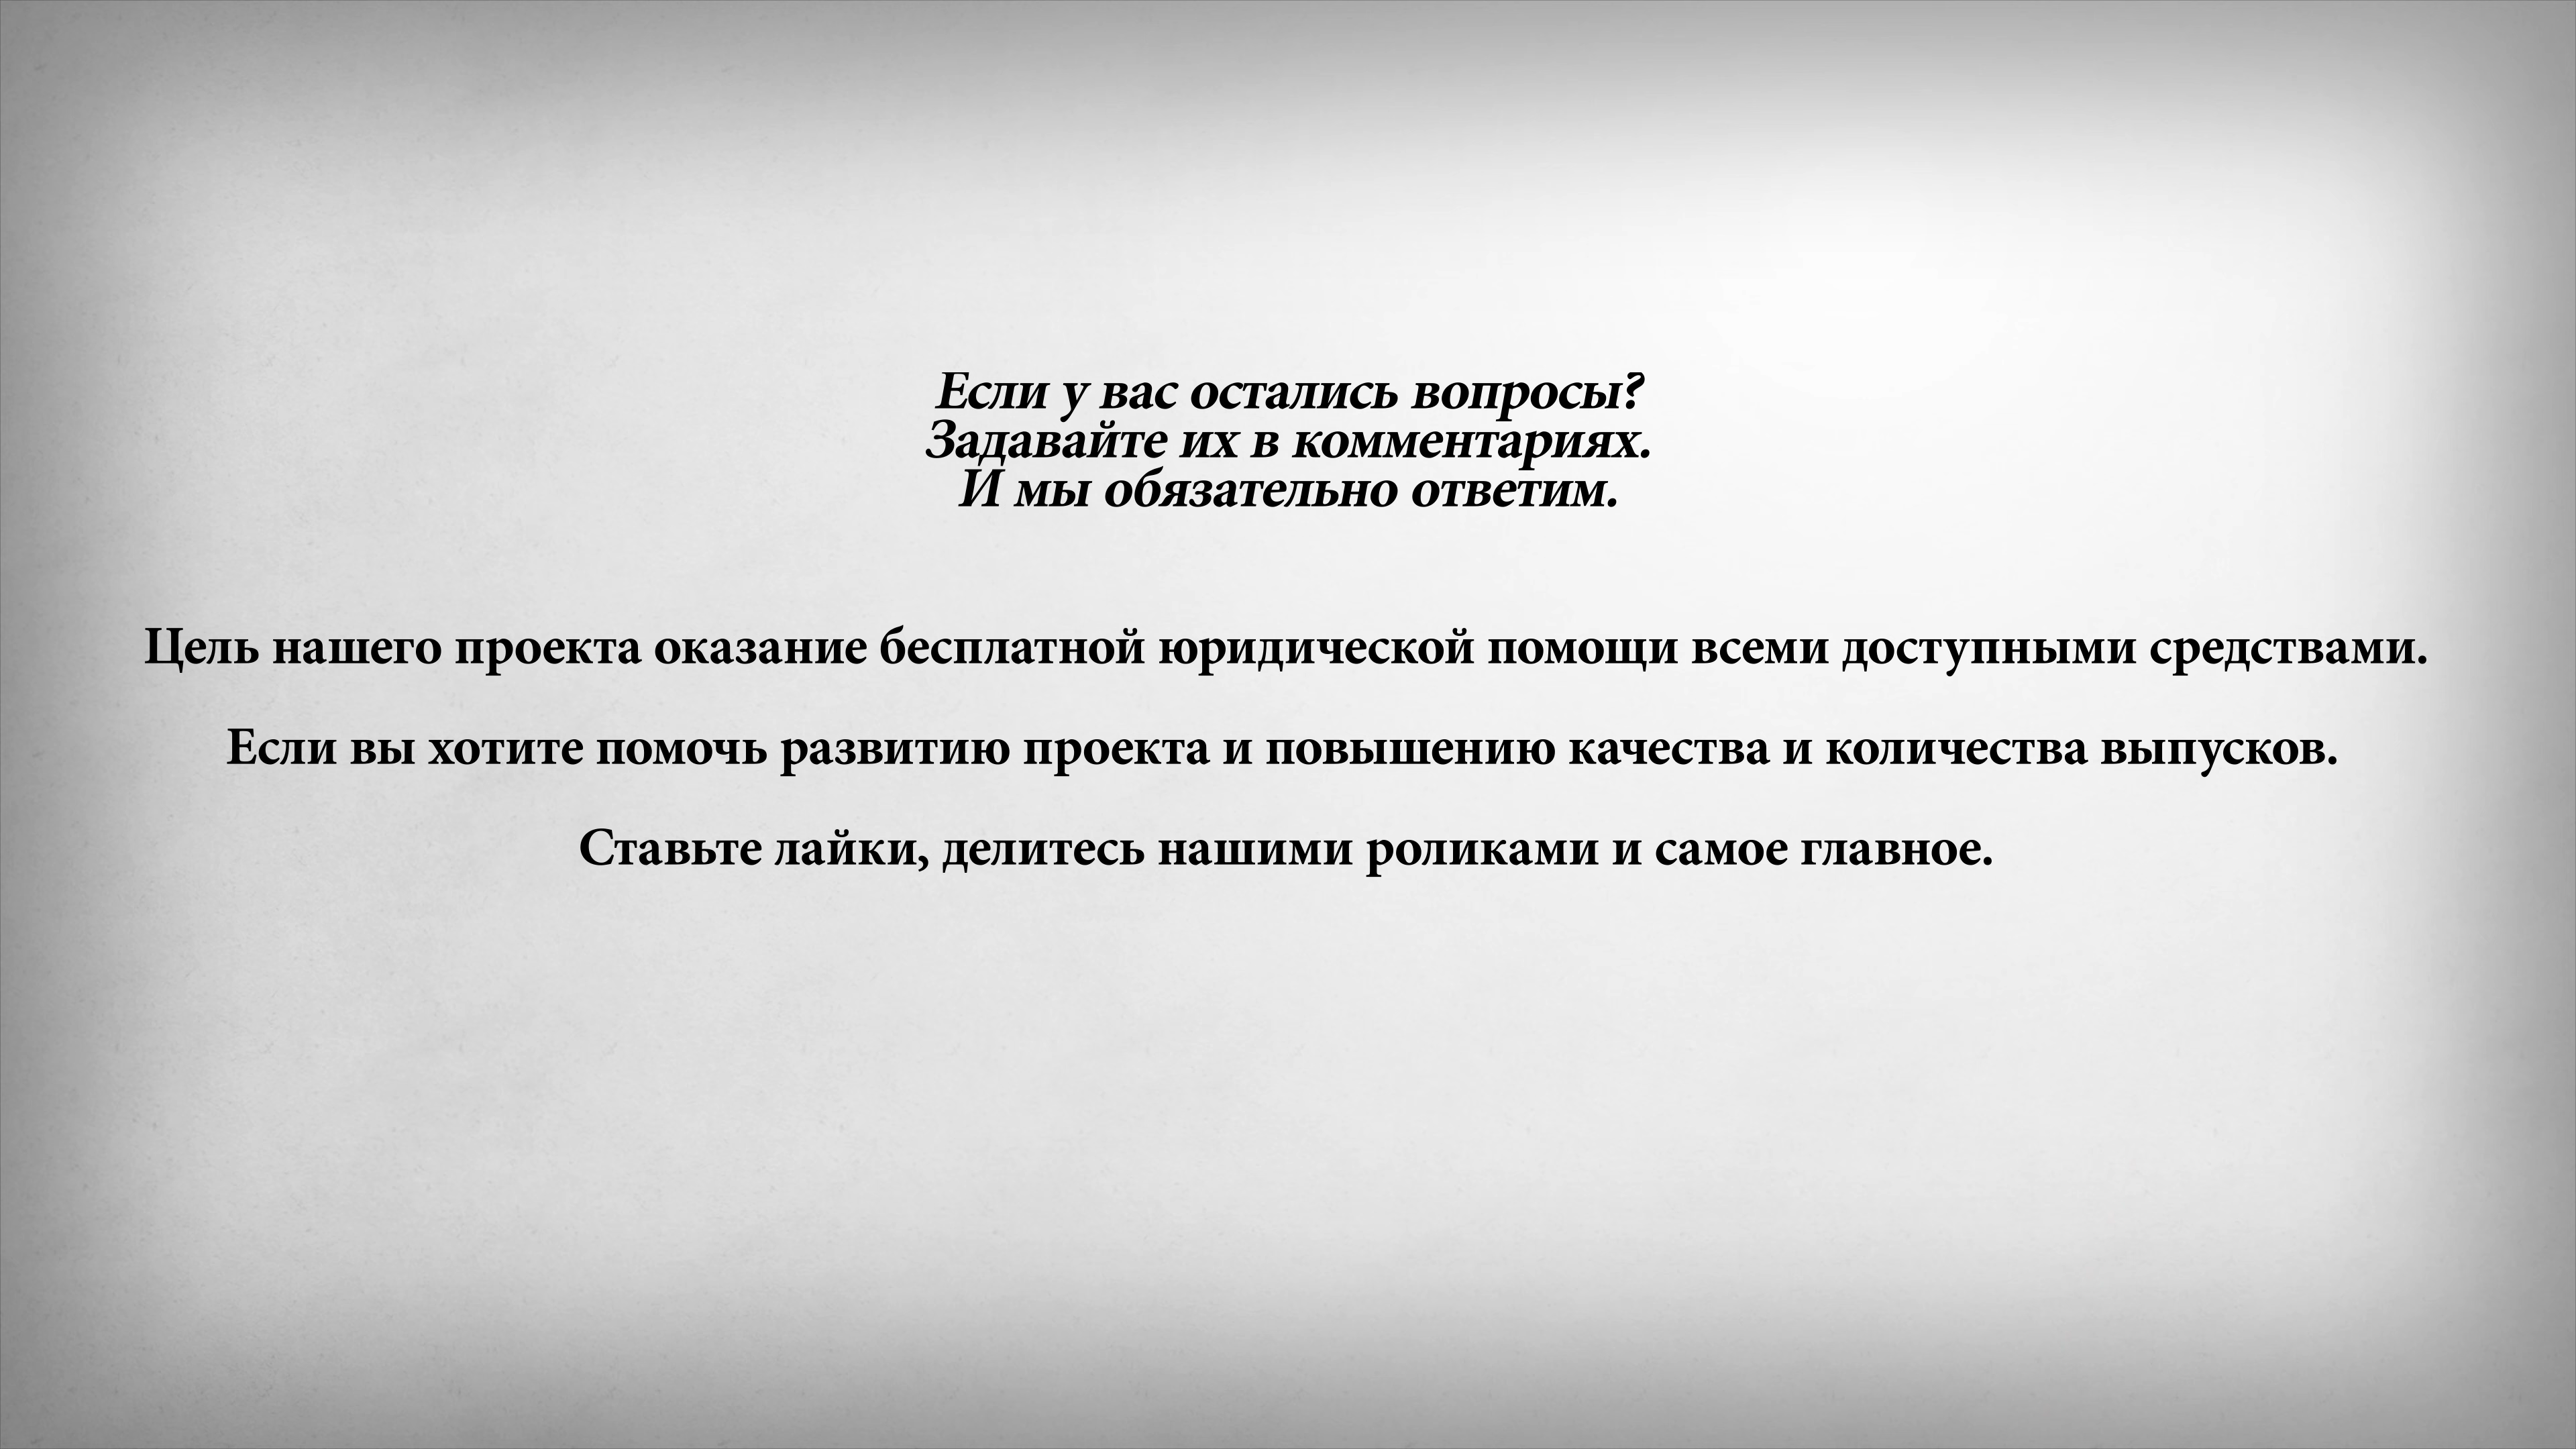 Если у вас остались вопросы?
Задавайте их в комментариях.
И мы обязательно ответим.
Цель нашего проекта оказание бесплатной юридической помощи всеми доступными средствами.
Если вы хотите помочь развитию проекта и повышению качества и количества выпусков.
Ставьте лайки, делитесь нашими роликами и самое главное.